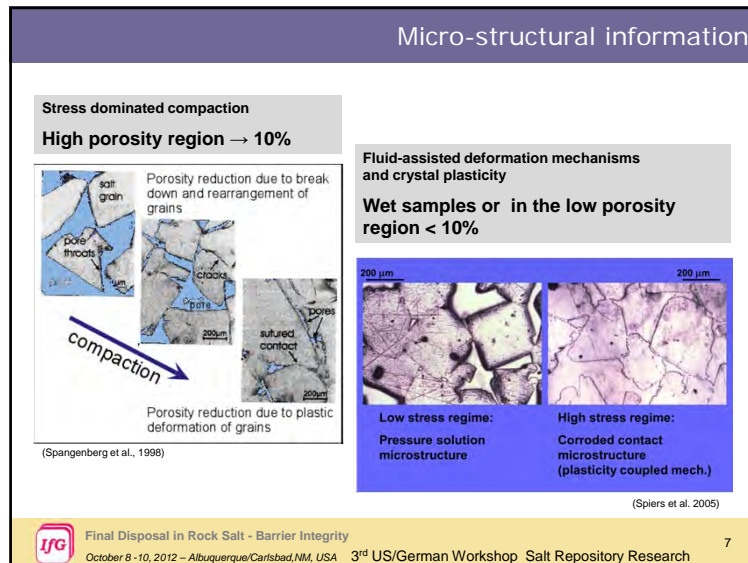 Micro-structural information
Stress dominated compaction
High porosity region → 10%
salt
grain
pore
throats
Porosity reduction due to break
down and rearrangement of
grains
cracks
pore
200µm
pores
sutured
contact
200µm
compaction
Porosity reduction due to plastic
deformation of grains
(Spangenberg et al., 1998)
Fluid-assisted deformation mechanisms
and crystal plasticity
Wet samples or in the low porosity
region < 10%
200 µm
200 µm
Low stress regime:
Pressure solution
microstructure
High stress regime:
Corroded contact
microstructure
(plasticity coupled mech.)
(Spiers et al. 2005)
IfG
Final Disposal in Rock Salt - Barrier Integrity
October 8 -10, 2012 – Albuquerque/Carlsbad,NM, USA 3rd US/German Workshop Salt Repository Research
7